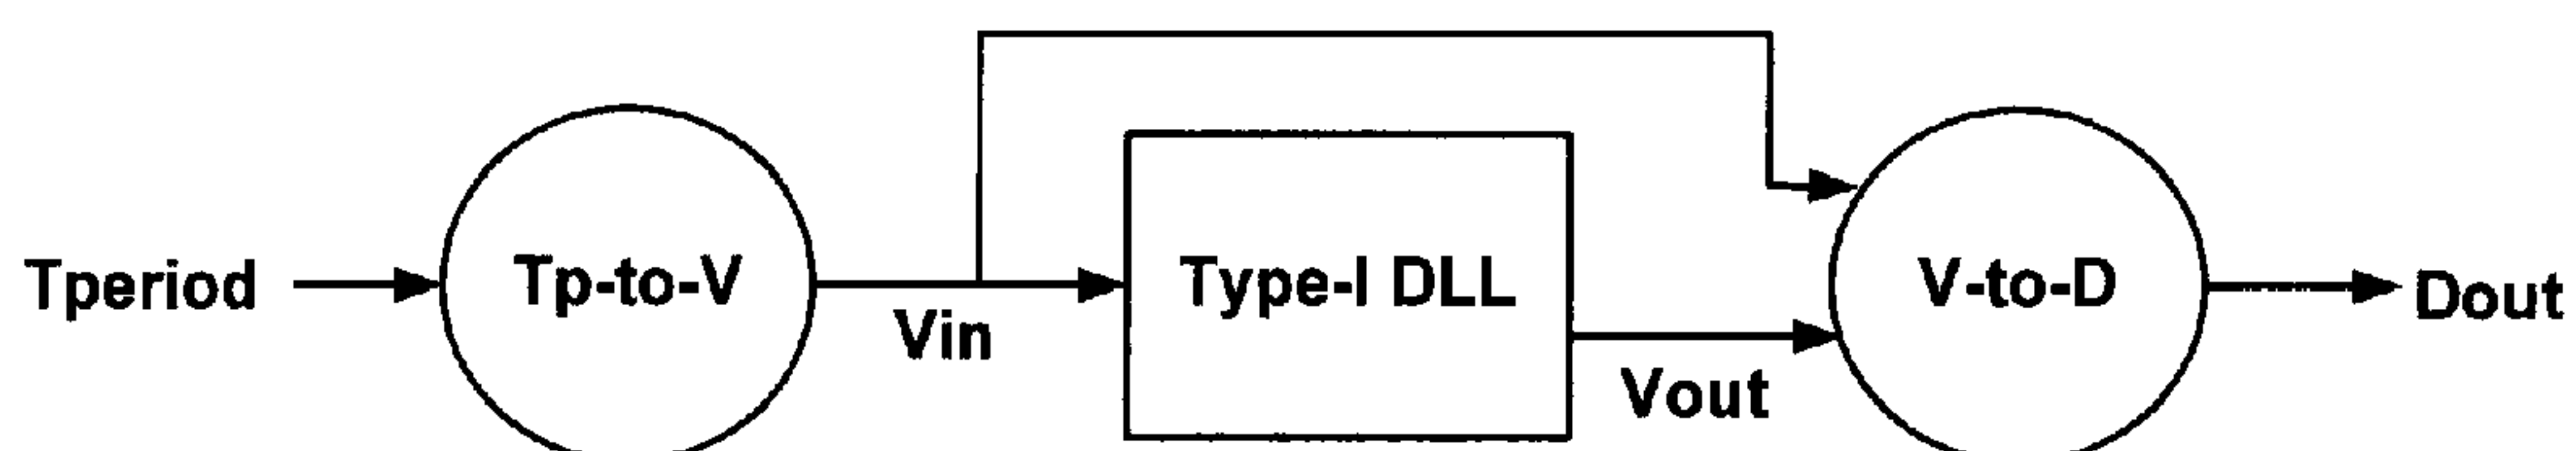 Tperiod
Tp-to-V
Vin
Type-I DLL
Vout
V-to-D
Dout